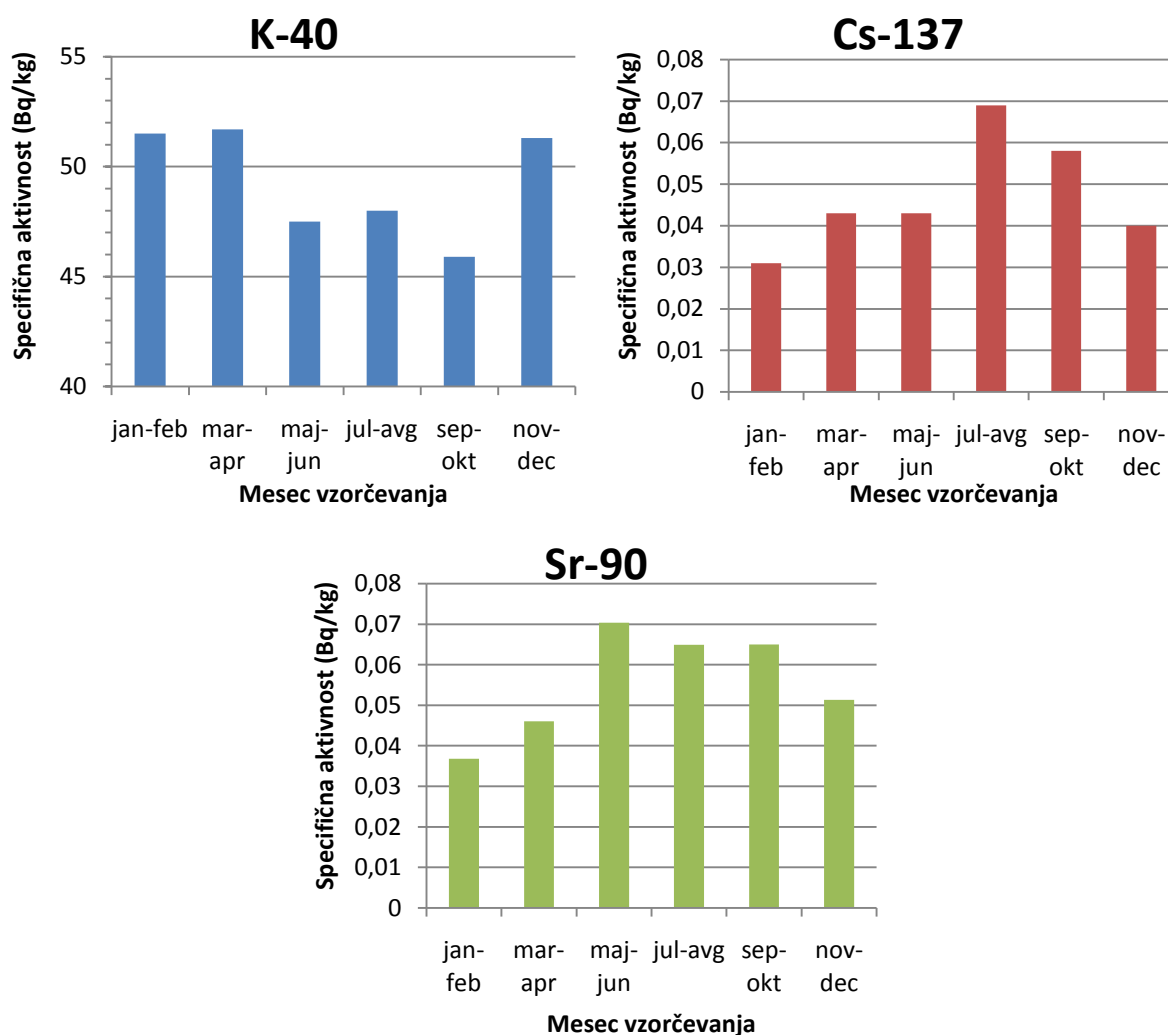 K-40
Specifična aktivnost (Bq/kg)
55
50
45
40
jan-feb
mar-
apr
maj-
jun
jul-avg
sep-
okt
nov-
dec
Mesec vzorčevanja
Cs-137
Specifična aktivnost (Bq/kg)
0,08
0,07
0,06
0,05
0,04
0,03
0,02
0,01
0
jan-
feb
mar-
apr
maj-
jun
jul-avg
sep-
okt
nov-
dec
Mesec vzorčevanja
Sr-90
Specifična aktivnost (Bq/kg)
0,08
0,07
0,06
0,05
0,04
0,03
0,02
0,01
0
jan-
feb
mar-
apr
maj-
jun
jul-avg
sep-
okt
nov-
dec
Mesec vzorčevanja